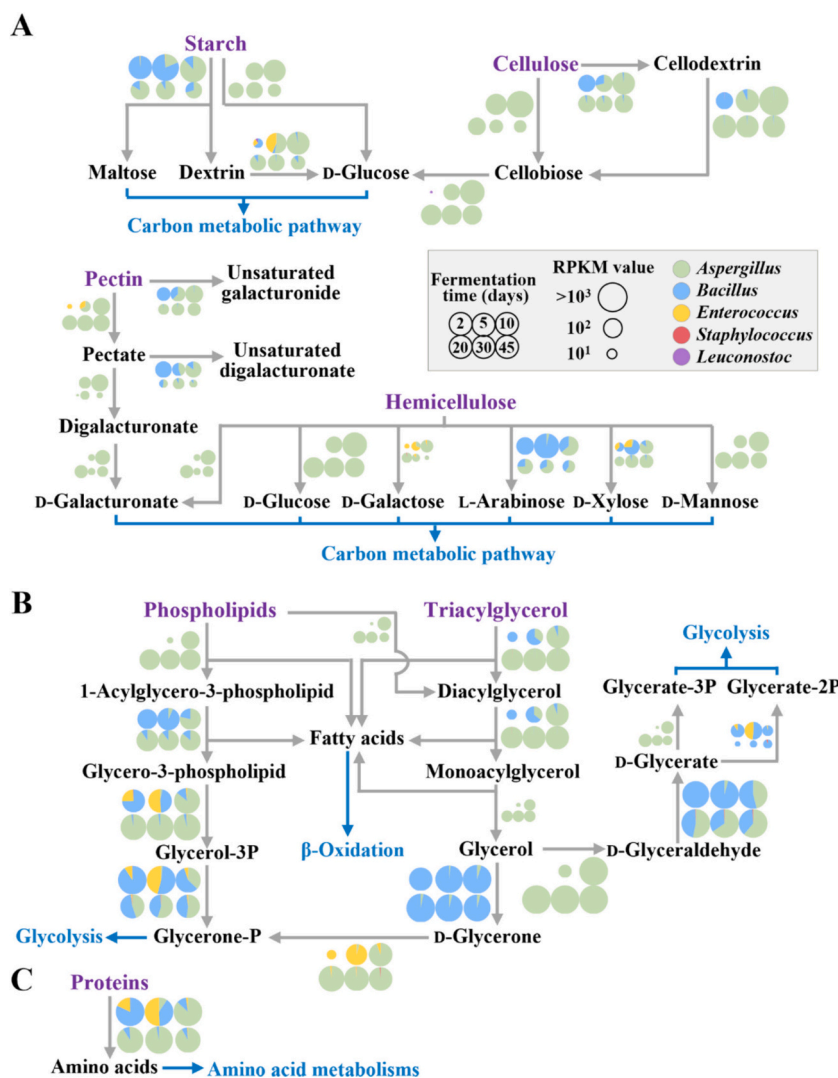 A
Starch
Cellulose
Cellodextrin
Maltose
Dextrin
D-Glucose
Cellobiose
Carbon metabolic pathway
Pectin
Unsaturated
galacturonide
Pectate
Unsaturated
digalacturonate
Digalacturonate
Fermentation
time (days)
2 5 10
20 30 45
RPKM value
>10³
10²
10¹
Aspergillus
Bacillus
Enterococcus
Staphylococcus
Leuconostoc
Hemicellulose
D-Galacturonate
D-Glucose
D-Galactose
L-Arabinose
D-Xylose
D-Mannose
Carbon metabolic pathway
B
Phospholipids
Triacylglycerol
Glycolysis
Glycerate-3P
Glycerate-2P
1-Acylglycero-3-phospholipid
Diacylglycerol
Fatty acids
D-Glycerate
Glycero-3-phospholipid
Monoacylglycerol
Glycerol-3P
β-Oxidation
Glycerol
D-Glyceraldehyde
Glycolysis
Glycerone-P
D-Glycerone
C
Proteins
Amino acids
Amino acid metabolisms